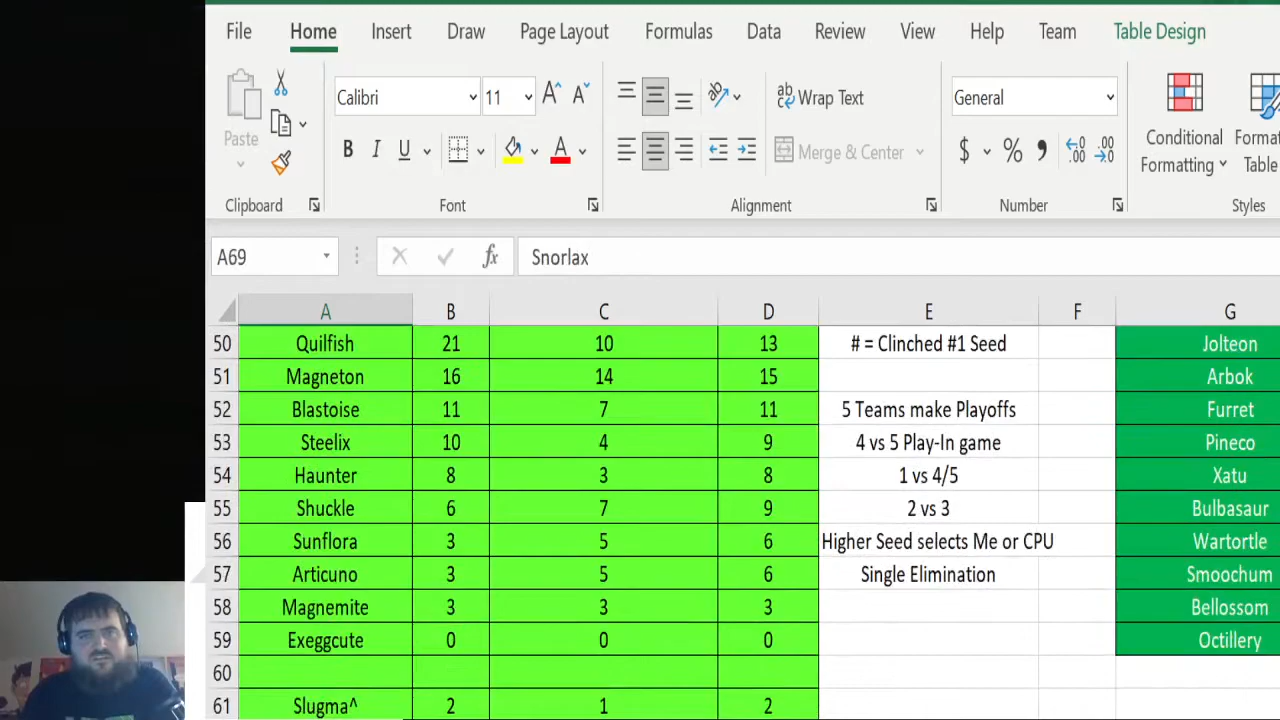 File Home Insert Draw Page Layout Formulas Data Review View Help Team Table Design
Calibri 11 A^ A ab Wrap Text General
Paste B I U A Merge & Center $ % Conditional Formatting Format Table
Clipboard Font Alignment Number Styles
A69 fx Snorlax
A B C D E F G
50 Quilfish 21 10 13 # = Clinched #1 Seed Jolteon
51 Magneton 16 14 15 Arbok
52 Blastoise 11 7 11 5 Teams make Playoffs Furret
53 Steelix 10 4 9 4 vs 5 Play-In game Pineco
54 Haunter 8 3 8 1 vs 4/5 Xatu
55 Shuckle 6 7 9 2 vs 3 Bulbasaur
56 Sunflora 3 5 6 Higher Seed selects Me or CPU Wartortle
57 Articuno 3 5 6 Single Elimination Smoochum
58 Magnemite 3 3 3 Bellossom
59 Exeggcute 0 0 0 Octillery
60
61 Slugma^ 2 1 2